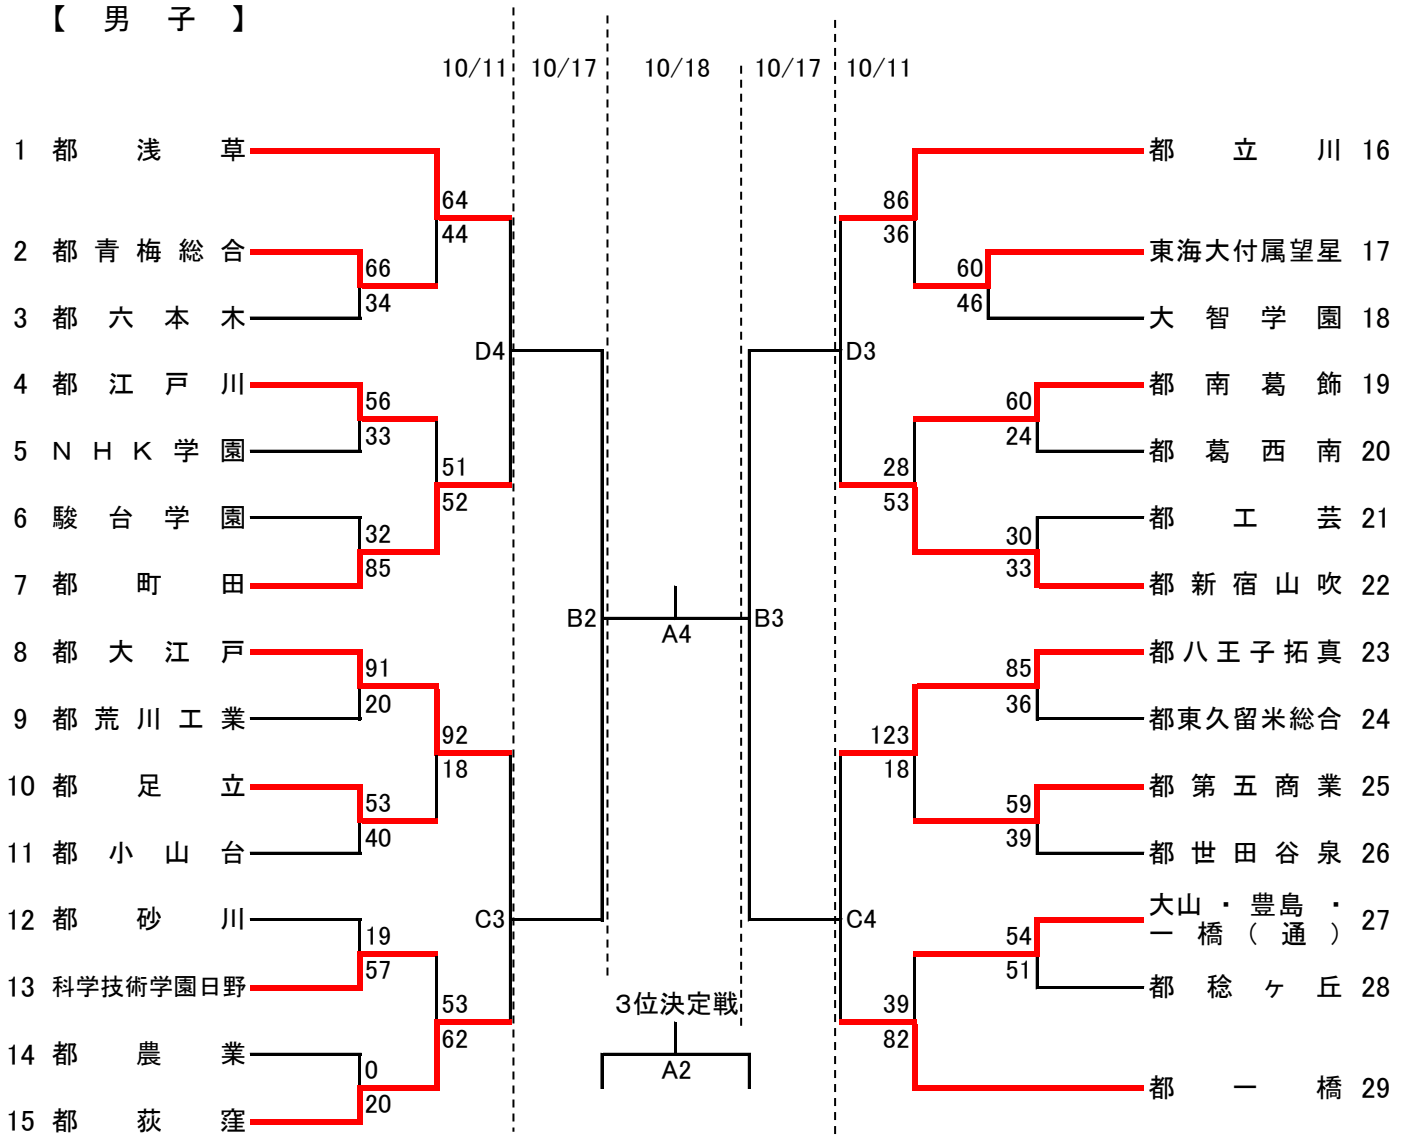 【 男 子 】
10/11 10/17 10/18 10/17 10/11
1 都 浅 草
2 都 青 梅 総 合
3 都 六 本 木
4 都 江 戸 川
5 N H K 学 園
6 駿 台 学 園
7 都 町 田
8 都 大 江 戸
9 都 荒 川 工 業
10 都 足 立
11 都 小 山 台
12 都 砂 川
13 科学技術学園日野
14 都 農 業
15 都 荻 窪
64
44
66
34
D4
56
33
51
52
32
85
B2
91
20
92
18
53
40
C3
19
57
53
62
0
20
A4
3位決定戦
A2
86
36
60
46
D3
60
24
28
53
30
33
B3
85
36
123
18
59
39
C4
54
51
39
82
都 立 川 16
東海大付属望星 17
大 智 学 園 18
都 南 葛 飾 19
都 葛 西 南 20
都 工 芸 21
都 新 宿 山 吹 22
都 八 王 子 拓 真 23
都東久留米総合 24
都 第 五 商 業 25
都 世 田 谷 泉 26
大山 ・ 豊島 ・
一 橋 ( 通 ) 27
都 稔 ヶ 丘 28
都 一 橋 29